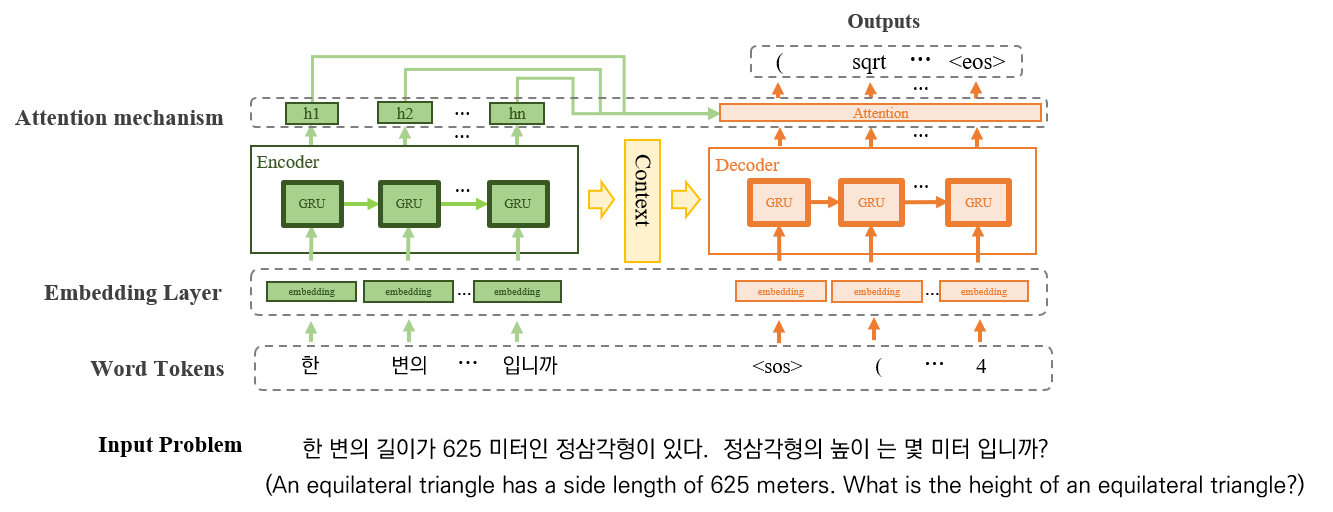 Outputs
( sqrt ··· <eos>
...
Attention mechanism h1 h2 ... hn Attention
... ...
Encoder Context Decoder
GRU GRU ... GRU GRU GRU ... GRU
Embedding Layer embedding embedding ... embedding embedding embedding ... embedding
Word Tokens 한 변의 ··· 입니까 <sos> ( ··· 4
Input Problem 한 변의 길이가 625 미터인 정삼각형이 있다. 정삼각형의 높이 는 몇 미터 입니까?
(An equilateral triangle has a side length of 625 meters. What is the height of an equilateral triangle?)